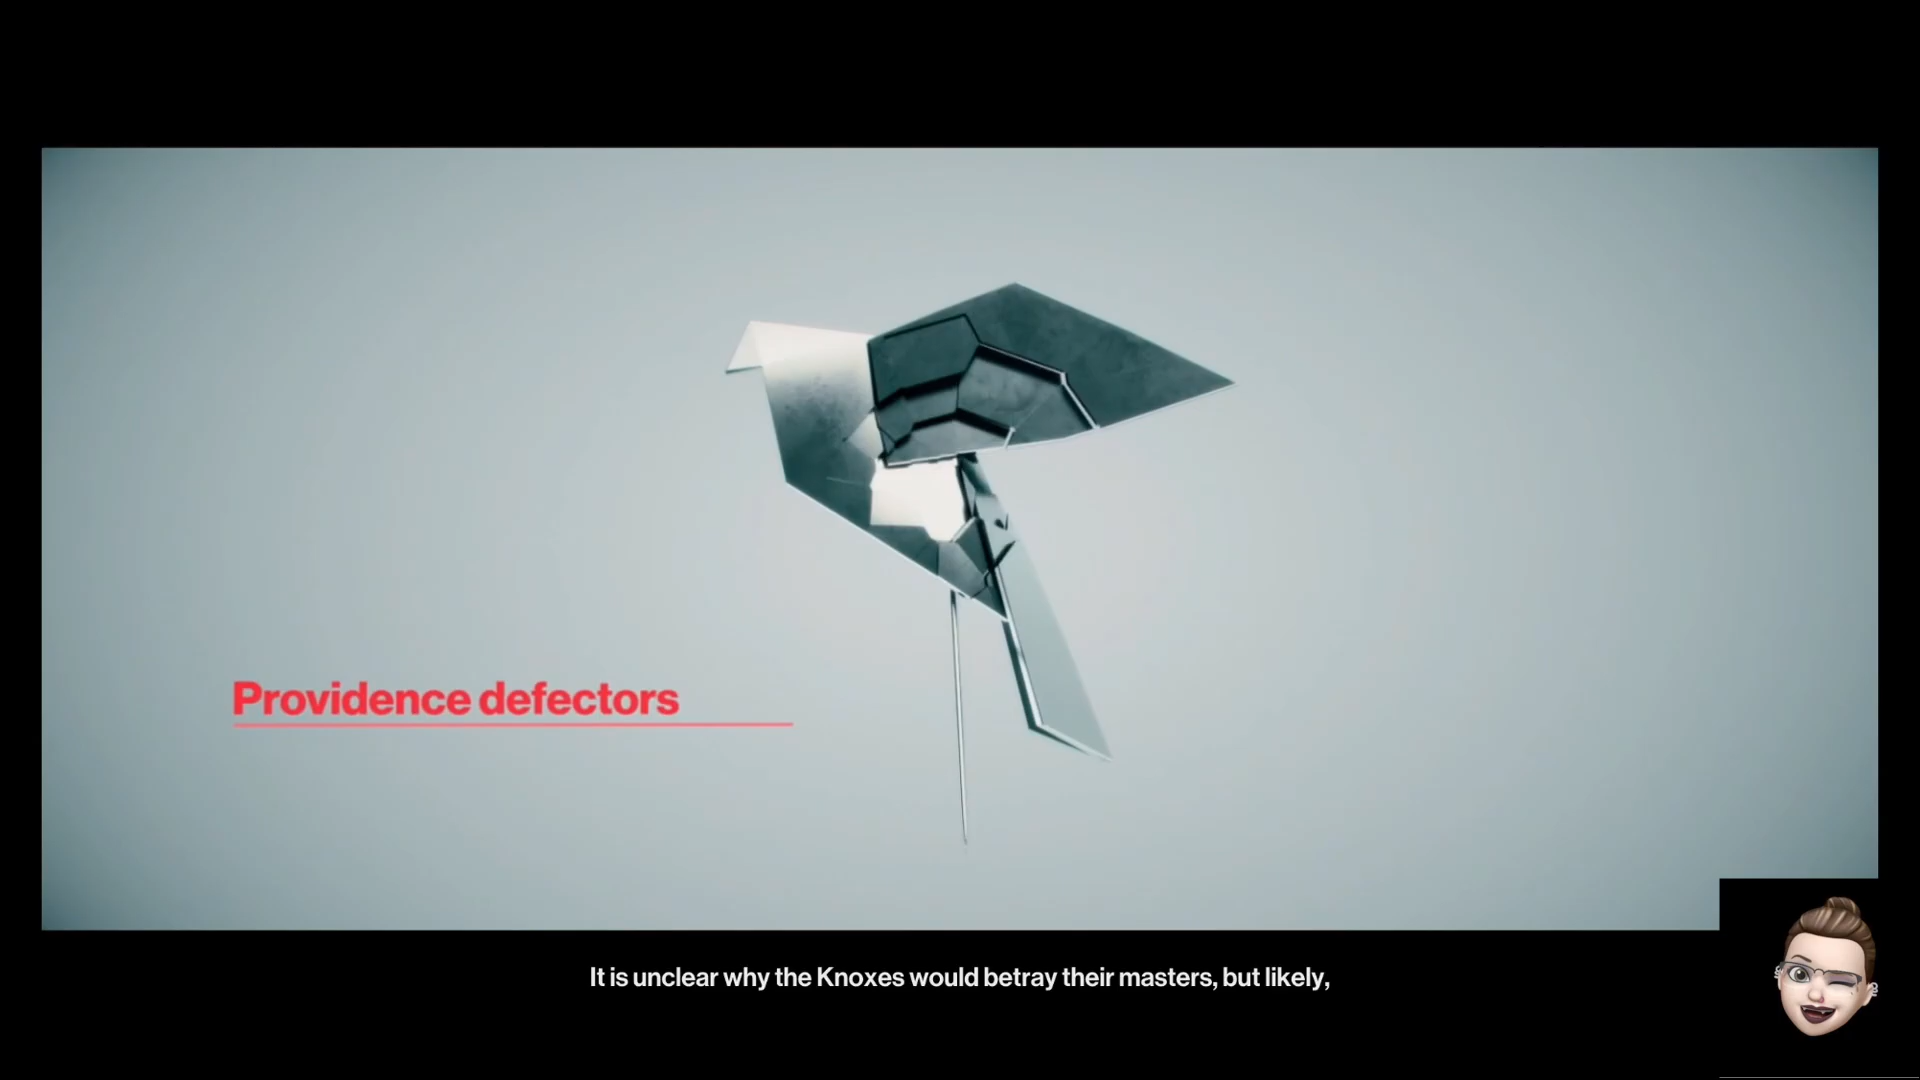 Providence defectors
It is unclear why the Knoxes would betray their masters, but likely,